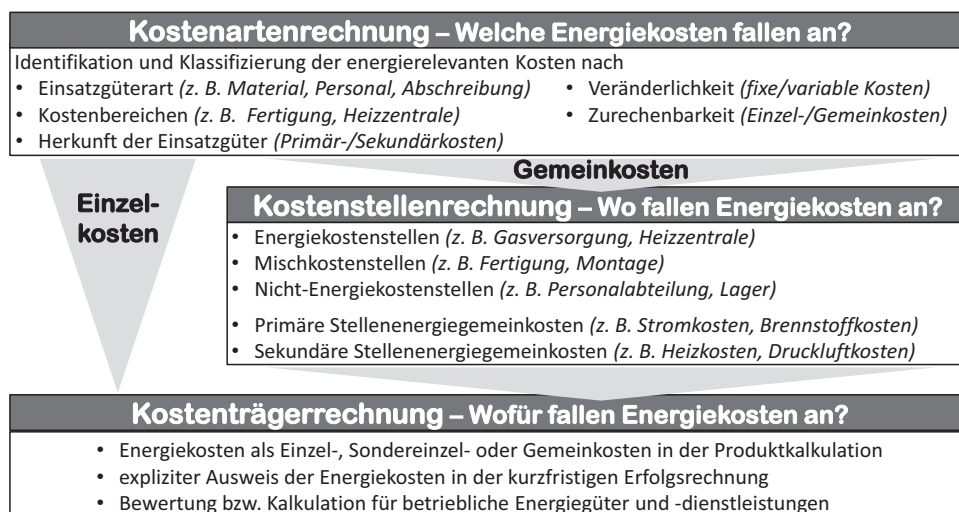 Kostenartenrechnung – Welche Energiekosten fallen an?
Identifikation und Klassifizierung der energierelevanten Kosten nach
• Einsatzgüterart (z. B. Material, Personal, Abschreibung)
• Kostenbereichen (z. B. Fertigung, Heizzentrale)
• Herkunft der Einsatzgüter (Primär-/Sekundärkosten)
• Veränderlichkeit (fixe/variable Kosten)
• Zurechenbarkeit (Einzel-/Gemeinkosten)
Einzel-
kosten
Gemeinkosten
Kostenstellenrechnung – Wo fallen Energiekosten an?
• Energiekostenstellen (z. B. Gasversorgung, Heizzentrale)
• Mischkostenstellen (z. B. Fertigung, Montage)
• Nicht-Energiekostenstellen (z. B. Personalabteilung, Lager)
• Primäre Stellenenergiegemeinkosten (z. B. Stromkosten, Brennstoffkosten)
• Sekundäre Stellenenergiegemeinkosten (z. B. Heizkosten, Druckluftkosten)
Kostenträgerrechnung – Wofür fallen Energiekosten an?
• Energiekosten als Einzel-, Sondereinzel- oder Gemeinkosten in der Produktkalkulation
• expliziter Ausweis der Energiekosten in der kurzfristigen Erfolgsrechnung
• Bewertung bzw. Kalkulation für betriebliche Energiegüter und -dienstleistungen